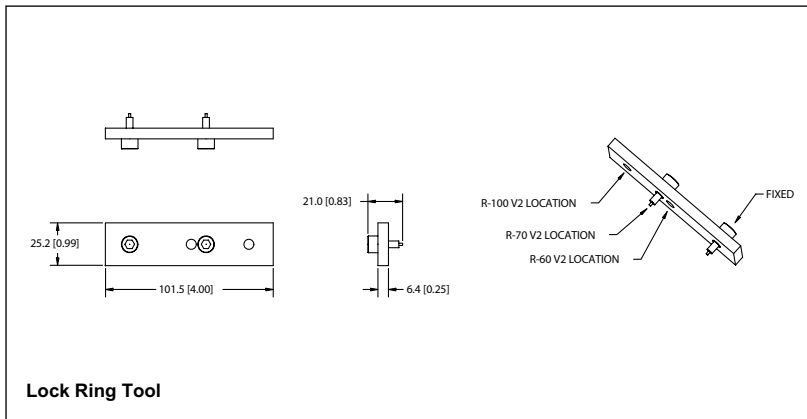 21.0 [0.83]
25.2 [0.99]
101.5 [4.00]
6.4 [0.25]
R-100 V2 LOCATION
FIXED
R-70 V2 LOCATION
R-60 V2 LOCATION
Lock Ring Tool